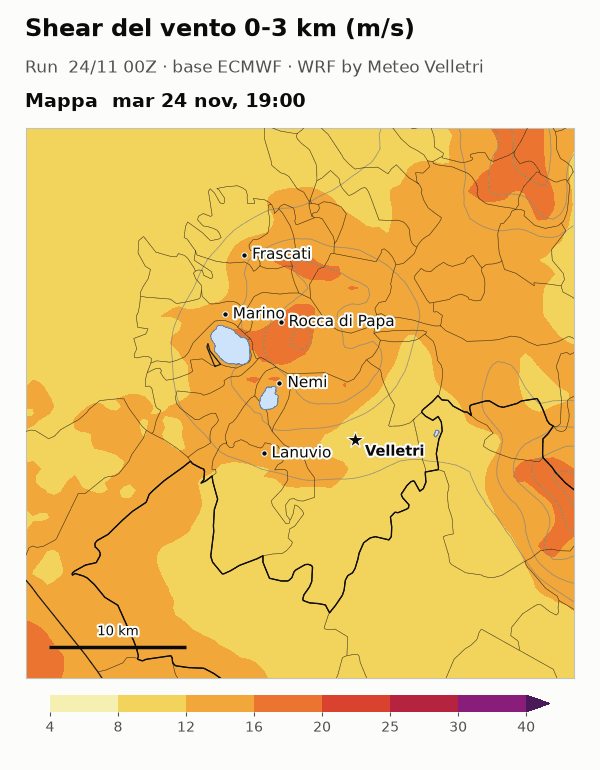 Shear del vento 0-3 km (m/s)
Run  24/11 00Z · base ECMWF · WRF by Meteo Velletri
Mappa  mar 24 nov, 19:00
Frascati
Marino
Rocca di Papa
Nemi
Velletri
Lanuvio
10 km
4 8 12 16 20 25 30 40